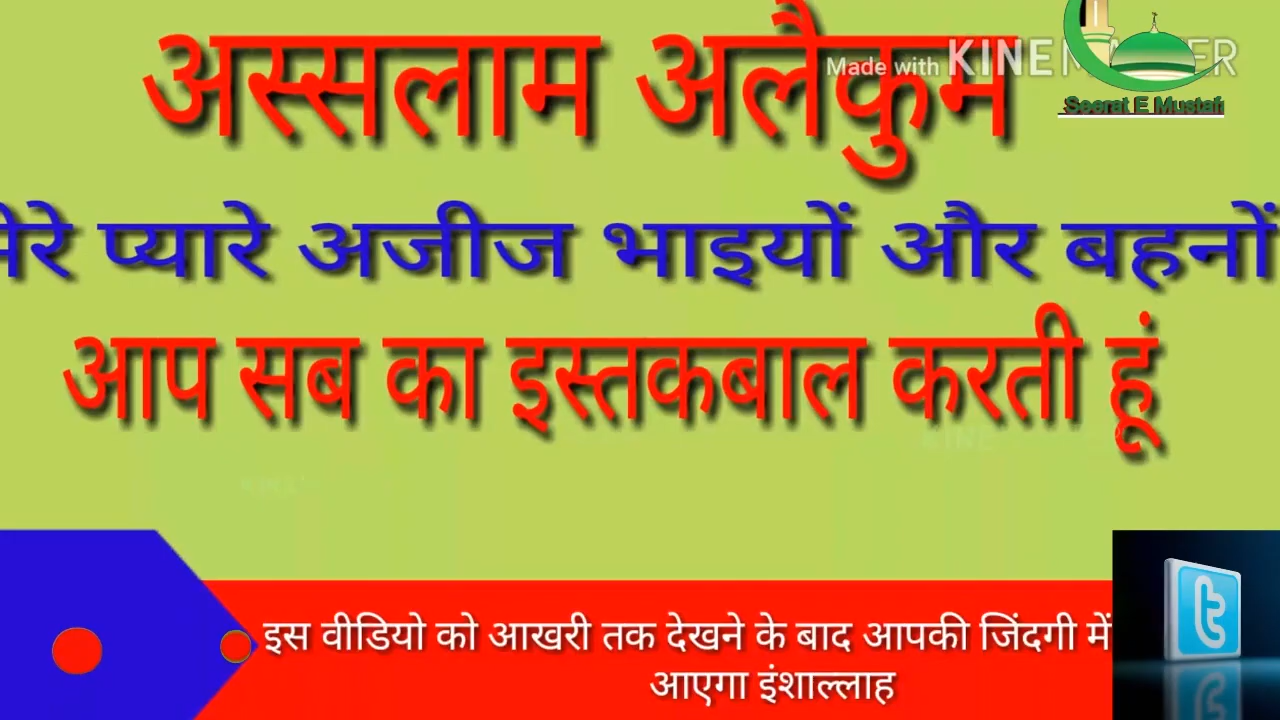 अस्सलाम अलैकुम
Made with KINEMASTER
Seerat E Mustafa
मेरे प्यारे अजीज भाइयों और बहनों
आप सब का इस्तकबाल करती हूं
इस वीडियो को आखरी तक देखने के बाद आपकी जिंदगी में
आएगा इंशाल्लाह